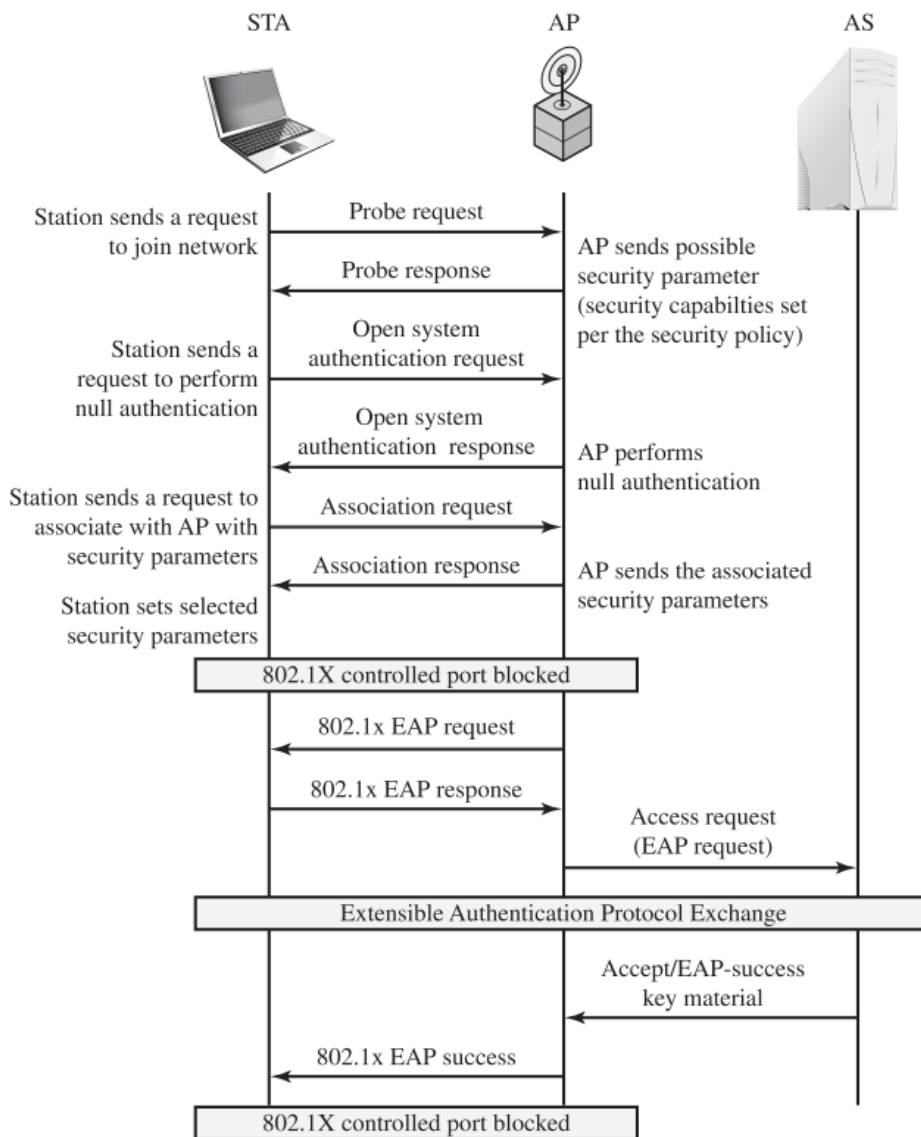 STA
AP
AS
Station sends a request
to join network
Probe request
AP sends possible
security parameter
(security capabilties set
per the security policy)
Probe response
Station sends a
request to perform
null authentication
Open system
authentication request
Open system
authentication response
AP performs
null authentication
Station sends a request to
associate with AP with
security parameters
Association request
Association response
AP sends the associated
security parameters
Station sets selected
security parameters
802.1X controlled port blocked
802.1x EAP request
802.1x EAP response
Access request
(EAP request)
Extensible Authentication Protocol Exchange
Accept/EAP-success
key material
802.1x EAP success
802.1X controlled port blocked